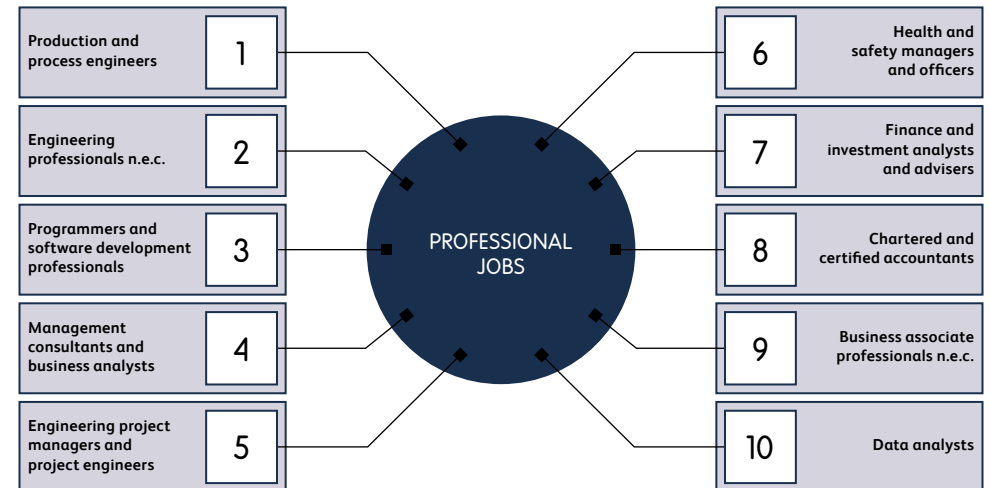 Production and
process engineers
1
Engineering
professionals n.e.c.
2
Programmers and
software development
professionals
3
Management
consultants and
business analysts
4
Engineering project
managers and
project engineers
5
PROFESSIONAL
JOBS
6
Health and
safety managers
and officers
7
Finance and
investment analysts
and advisers
8
Chartered and
certified accountants
9
Business associate
professionals n.e.c.
10
Data analysts